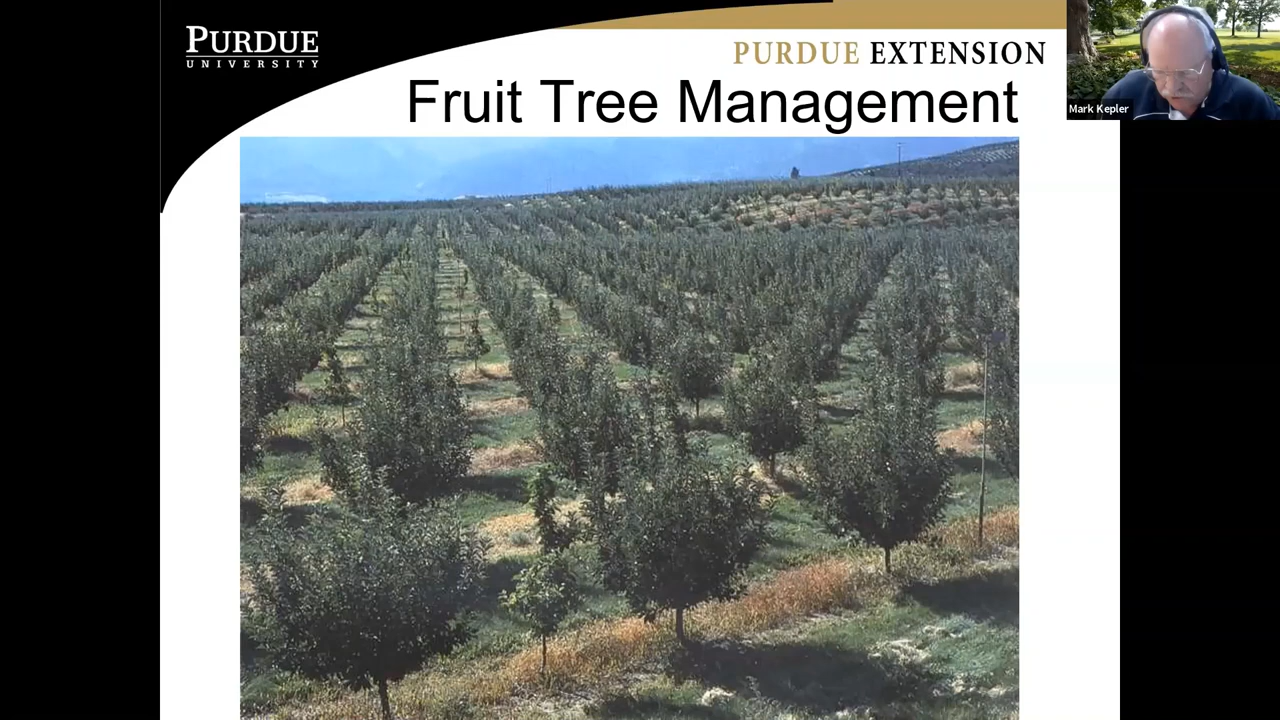 PURDUE
UNIVERSITY
PURDUE EXTENSION
Fruit Tree Management
Mark Kepler